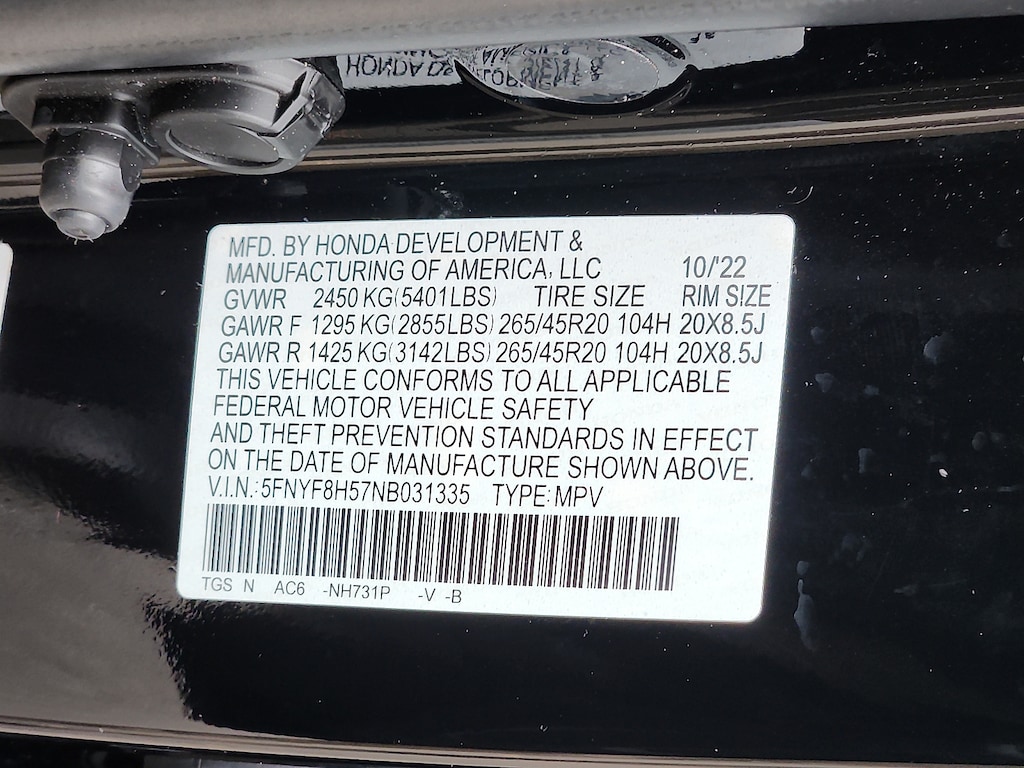 HONDA
MFD. BY HONDA DEVELOPMENT &
MANUFACTURING OF AMERICA, LLC 10/'22
GVWR 2450 KG(5401LBS) TIRE SIZE RIM SIZE
GAWR F 1295 KG(2855LBS) 265/45R20 104H 20X8.5J
GAWR R 1425 KG(3142LBS) 265/45R20 104H 20X8.5J
THIS VEHICLE CONFORMS TO ALL APPLICABLE
FEDERAL MOTOR VEHICLE SAFETY
AND THEFT PREVENTION STANDARDS IN EFFECT
ON THE DATE OF MANUFACTURE SHOWN ABOVE.
V.I.N.: 5FNYF8H57NB031335 TYPE: MPV
TGS N AC6 -NH731P -V -B